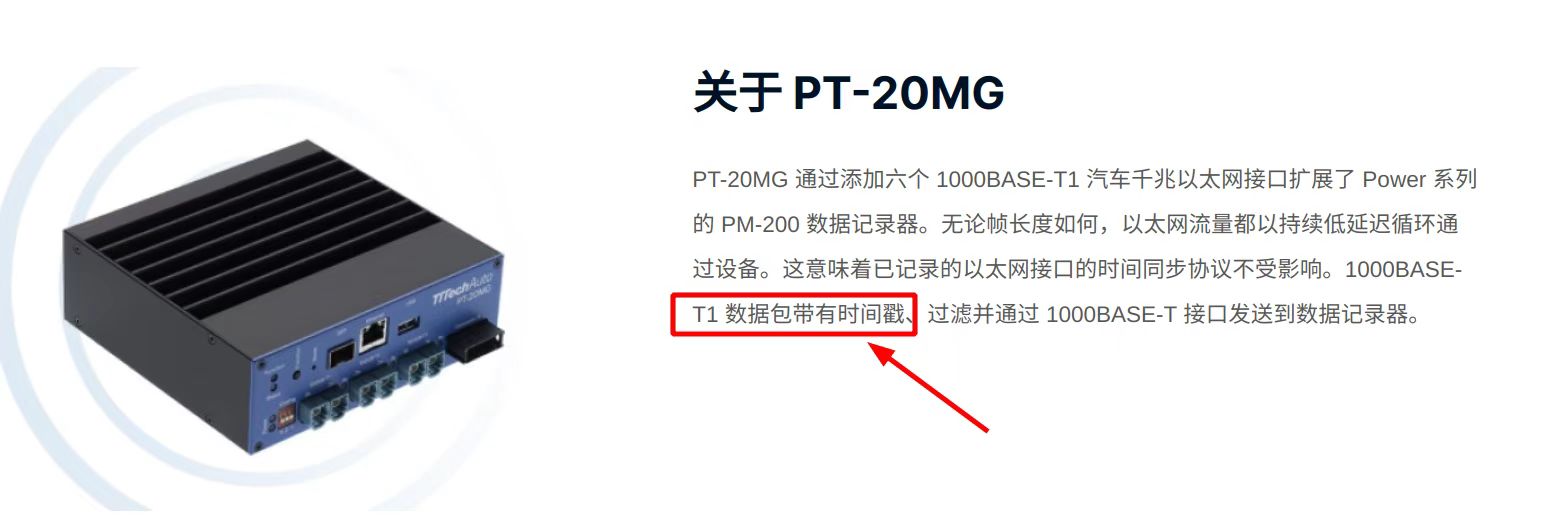 关于 PT-20MG
PT-20MG 通过添加六个 1000BASE-T1 汽车千兆以太网接口扩展了 Power 系列
的 PM-200 数据记录器。无论帧长度如何，以太网流量都以持续低延迟循环通
过设备。这意味着已记录的以太网接口的时间同步协议不受影响。1000BASE-
T1 数据包带有时间戳、过滤并通过 1000BASE-T 接口发送到数据记录器。
TTTechAuto
PT-20MG